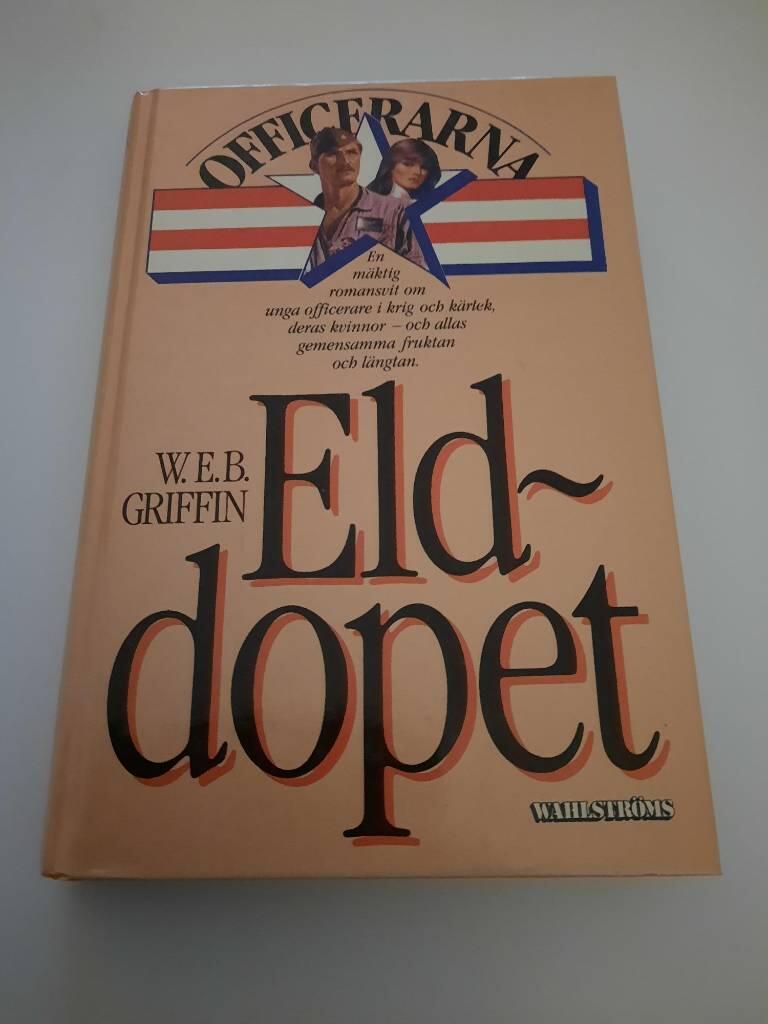 OFFICERARNA
En
mäktig
romansvit om
unga officerare i krig och kärlek,
deras kvinnor – och allas
gemensamma fruktan
och längtan.
W.E.B.
GRIFFIN
Eld-
dopet
WAHLSTRÖMS